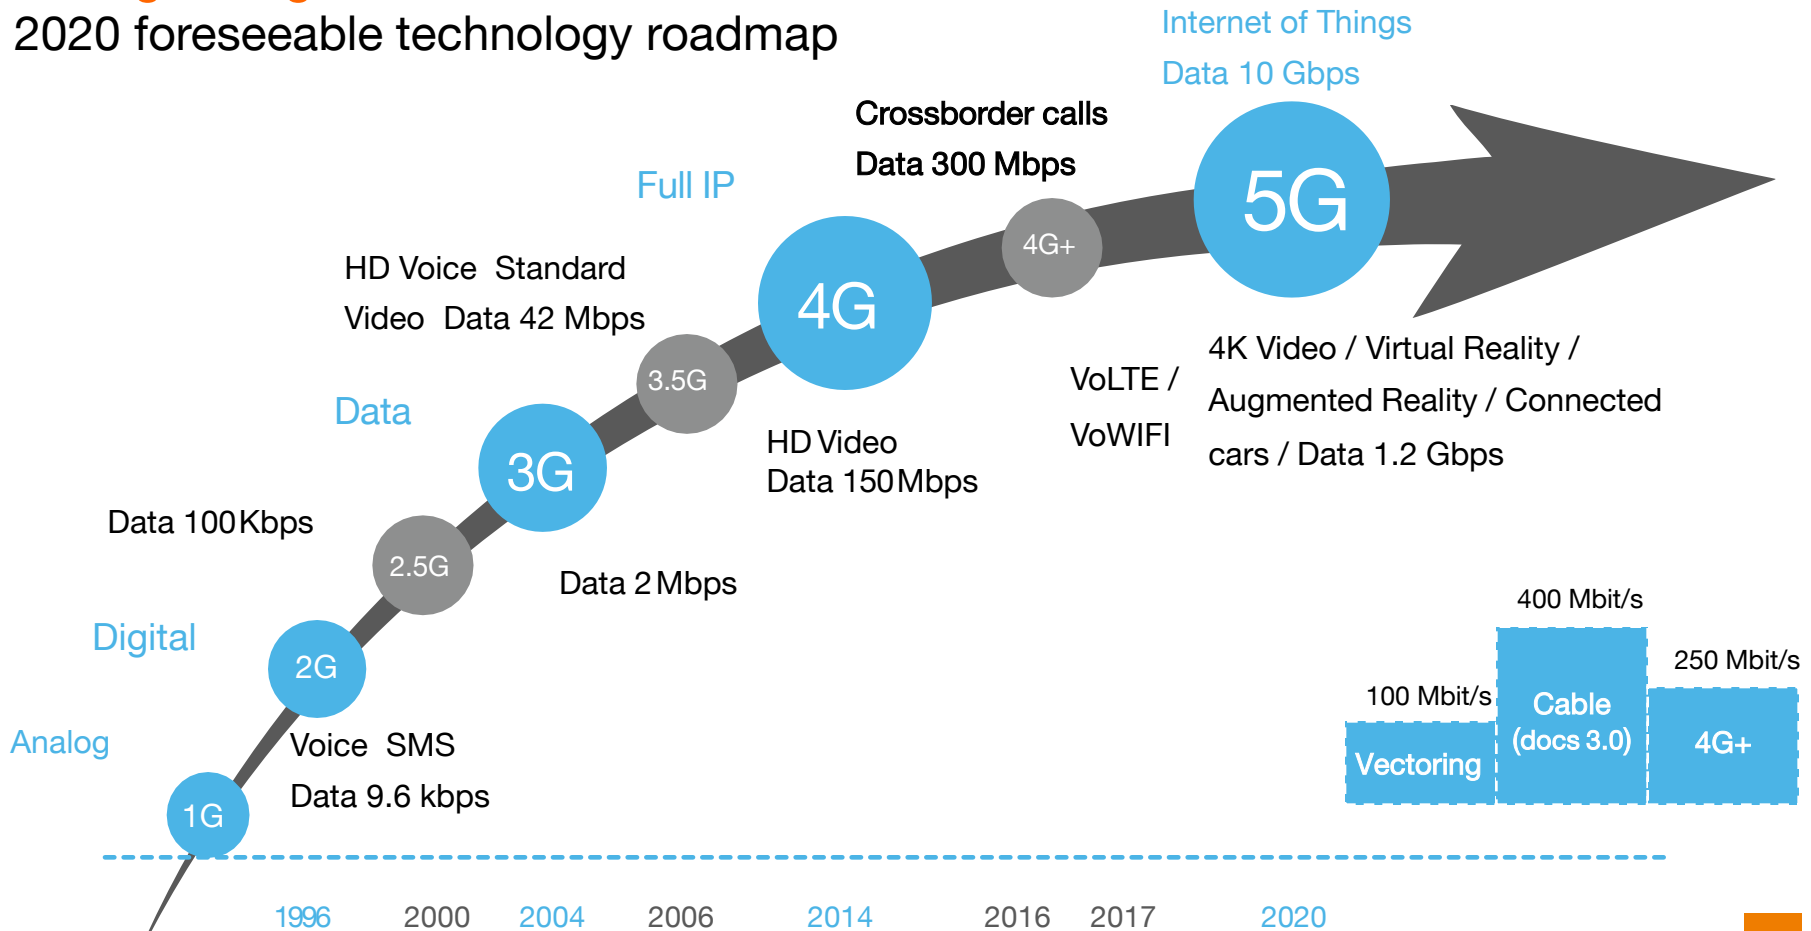 2020 foreseeable technology roadmap
Internet of Things
Data 10 Gbps
Crossborder calls
Data 300 Mbps
5G
Full IP
4G+
HD Voice Standard
Video Data 42 Mbps
4G
3.5G
4K Video / Virtual Reality /
Augmented Reality / Connected
cars / Data 1.2 Gbps
VoLTE /
VoWIFI
Data
3G
HD Video
Data 150 Mbps
Data 100 Kbps
2.5G
Data 2 Mbps
Digital
2G
Analog
Voice SMS
Data 9.6 kbps
1G
400 Mbit/s
250 Mbit/s
100 Mbit/s
Cable
(docs 3.0)
4G+
Vectoring
1996 2000 2004 2006 2014 2016 2017 2020